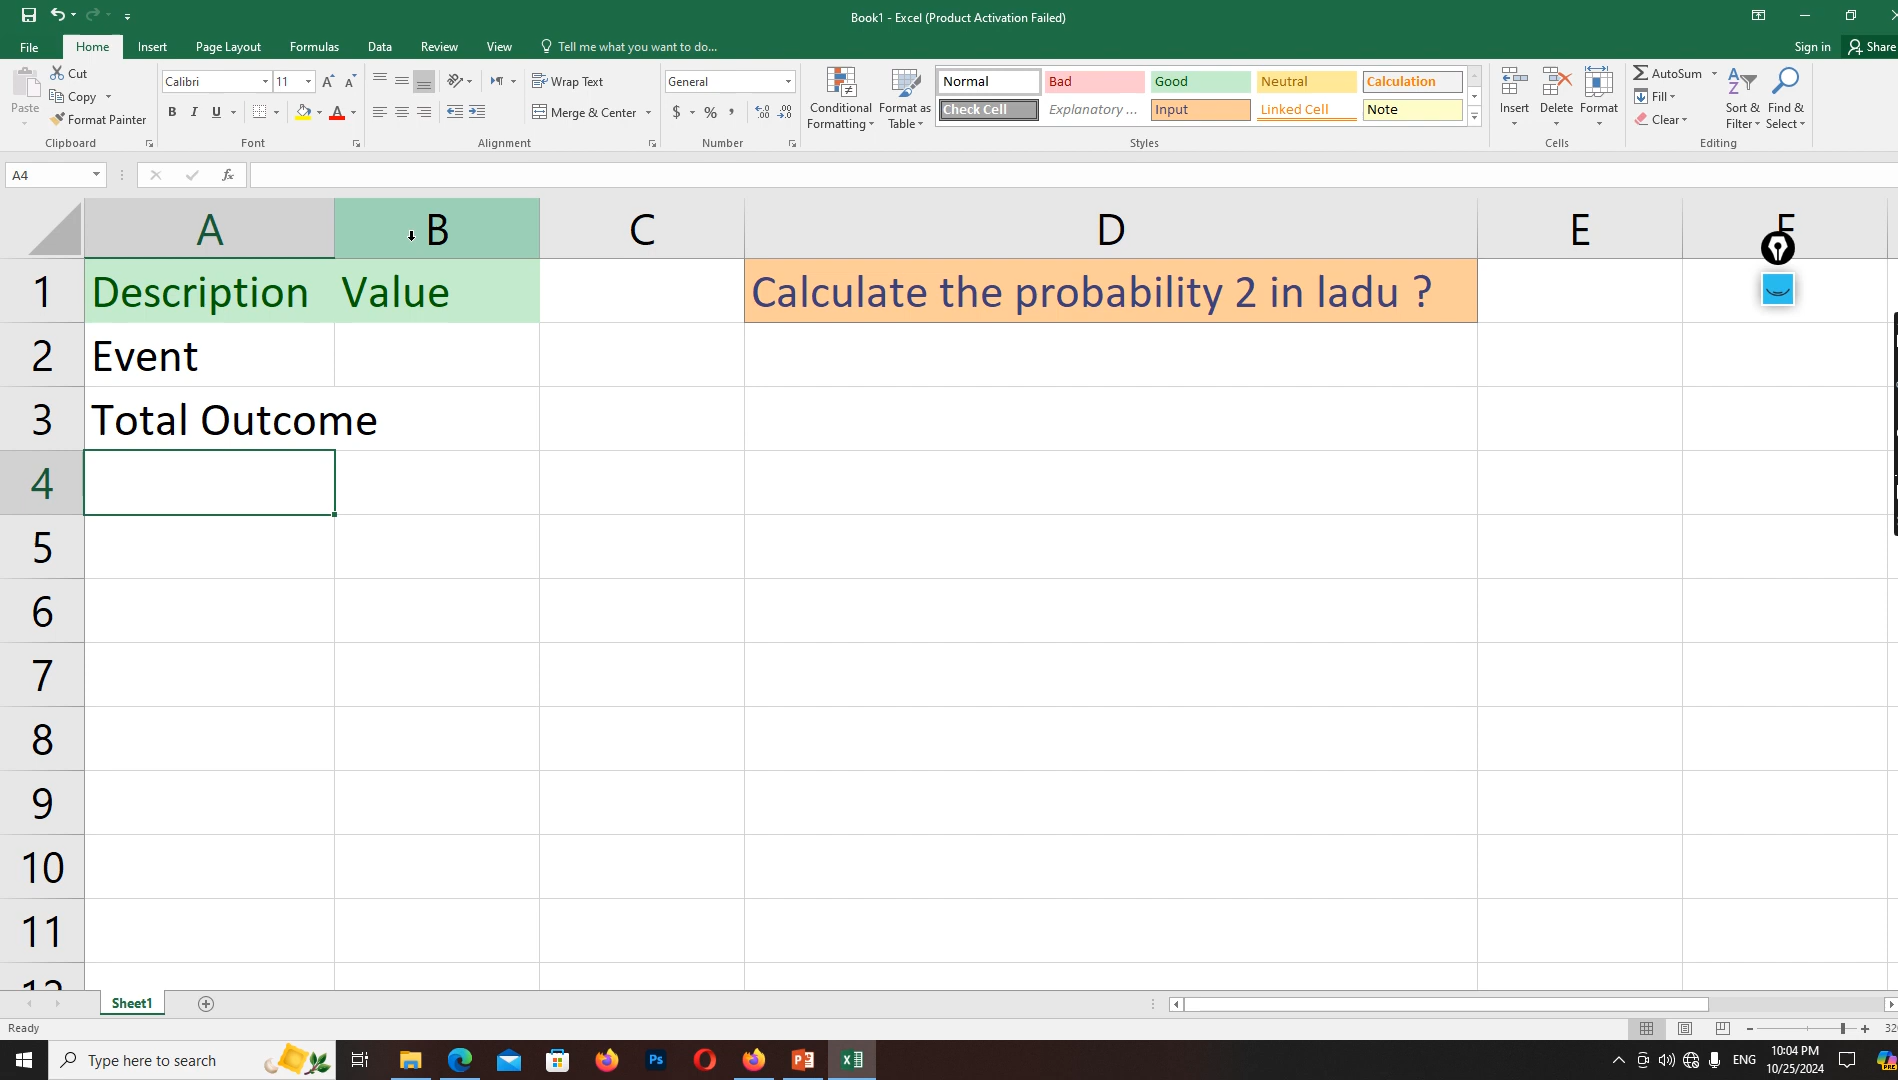 Book1 - Excel (Product Activation Failed)
File Home Insert Page Layout Formulas Data Review View Tell me what you want to do... Sign in Share
Paste Cut Copy Format Painter
Calibri 11
B I U
Wrap Text
Merge & Center
General
$ % ,
Conditional Formatting
Format as Table
Normal Bad Good Neutral Calculation
Check Cell Explanatory ... Input Linked Cell Note
Insert Delete Format
AutoSum
Fill
Clear
Sort & Filter
Find & Select
Clipboard Font Alignment Number Styles Cells Editing
A4 fx
A B C D E F
1 Description Value Calculate the probability 2 in ladu ?
2 Event
3 Total Outcome
4
5
6
7
8
9
10
11
12
Sheet1
Ready
Type here to search
ENG
10:04 PM
10/25/2024